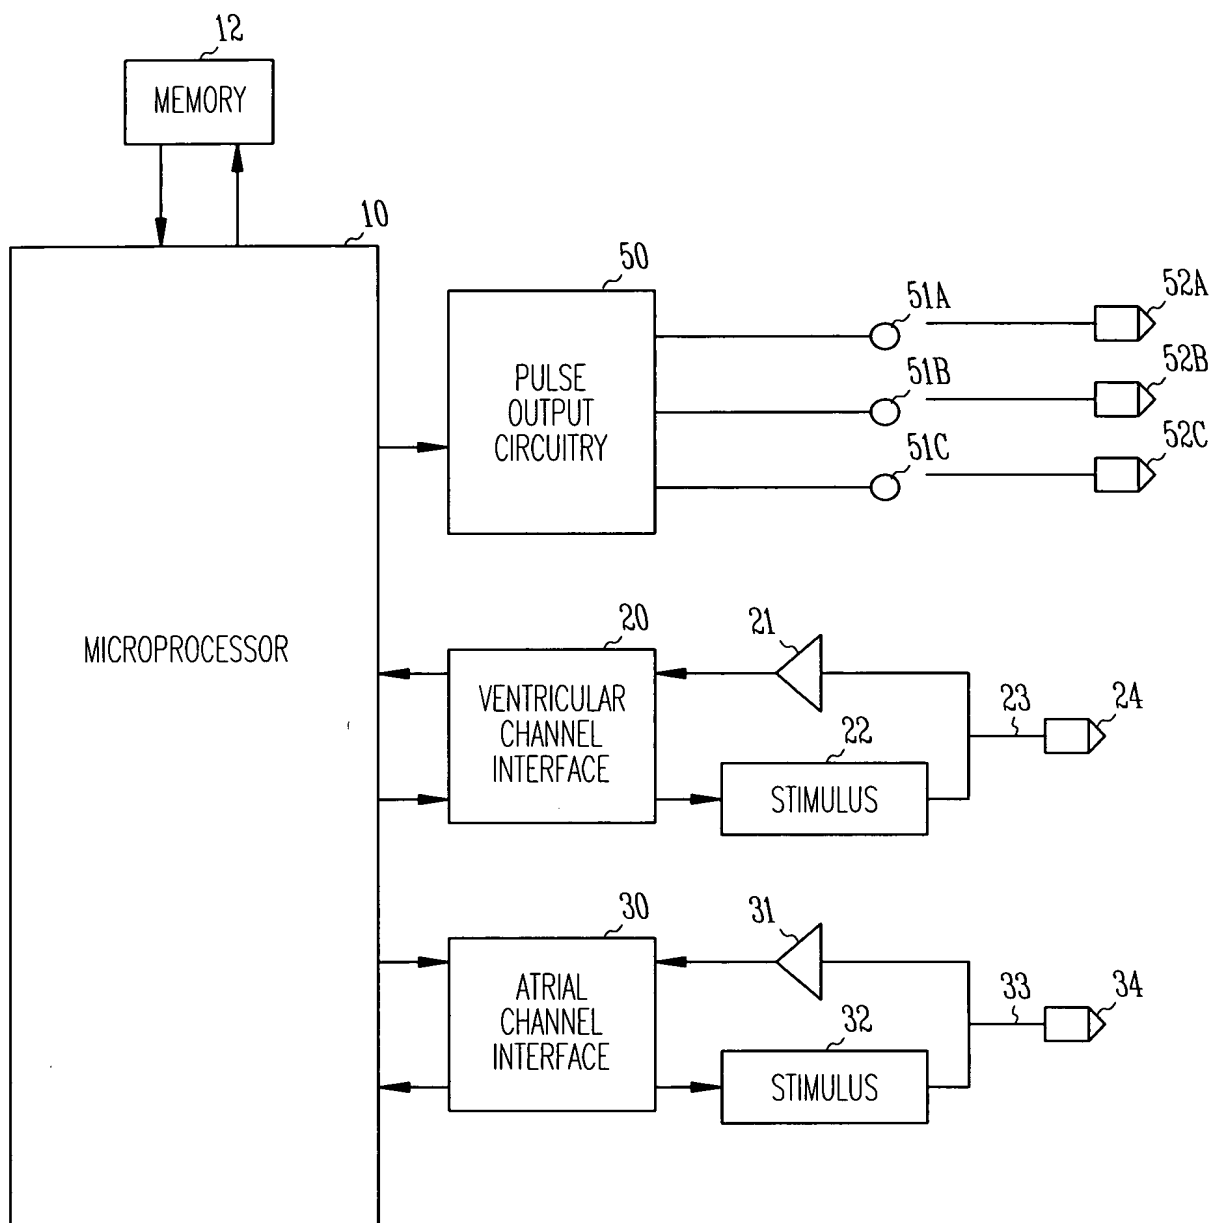 12
MEMORY
10
50
PULSE
OUTPUT
CIRCUITRY
51A
52A
51B
52B
51C
52C
MICROPROCESSOR
20
VENTRICULAR
CHANNEL
INTERFACE
21
22
STIMULUS
23
24
30
ATRIAL
CHANNEL
INTERFACE
31
32
STIMULUS
33
34